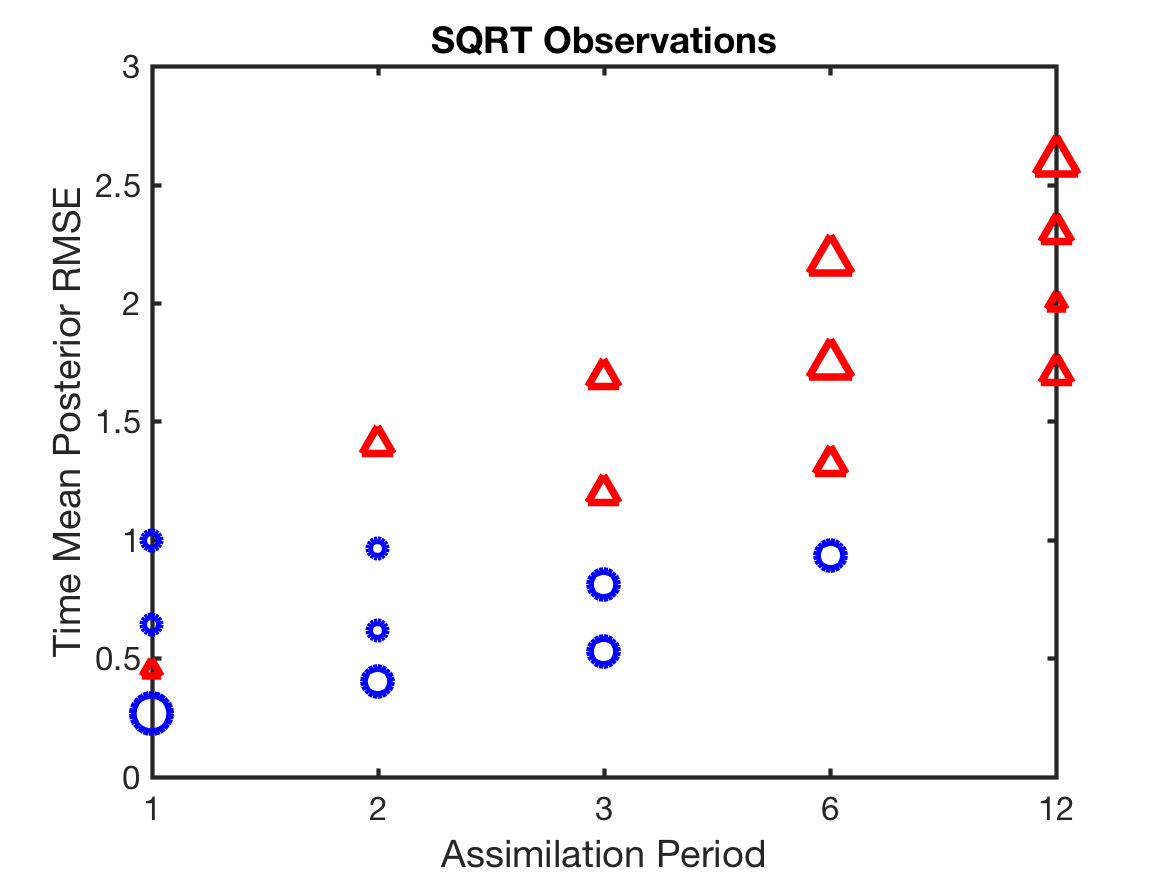 SQRT Observations
3
2.5
2
1.5
1
0.5
0
Time Mean Posterior RMSE
1 2 3 6 12
Assimilation Period